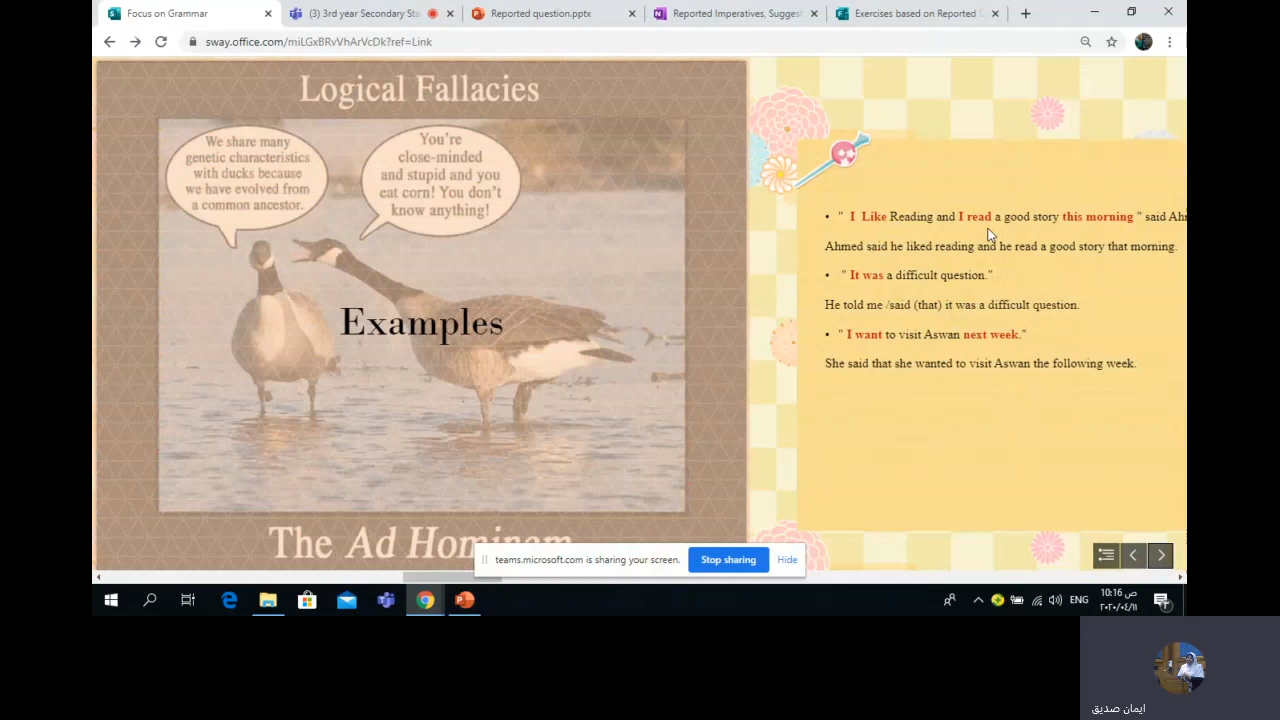 Focus on Grammar
(3) 3rd year Secondary Sta
Reported question.pptx
Reported Imperatives, Suggest
Exercises based on Reported S
sway.office.com/miLGxBRvVhArVcDk?ref=Link
Logical Fallacies
We share many
genetic characteristics
with ducks because
we have evolved from
a common ancestor.
You're
close-minded
and stupid and you
eat corn! You don't
know anything!
Examples
The Ad Hominem
• " I Like Reading and I read a good story this morning " said Ah
Ahmed said he liked reading and he read a good story that morning.
• " It was a difficult question."
He told me /said (that) it was a difficult question.
• " I want to visit Aswan next week."
She said that she wanted to visit Aswan the following week.
teams.microsoft.com is sharing your screen.
Stop sharing
Hide
ENG
10:16 ص
٢٠٢٠/٠٤/١١
ايمان صديق